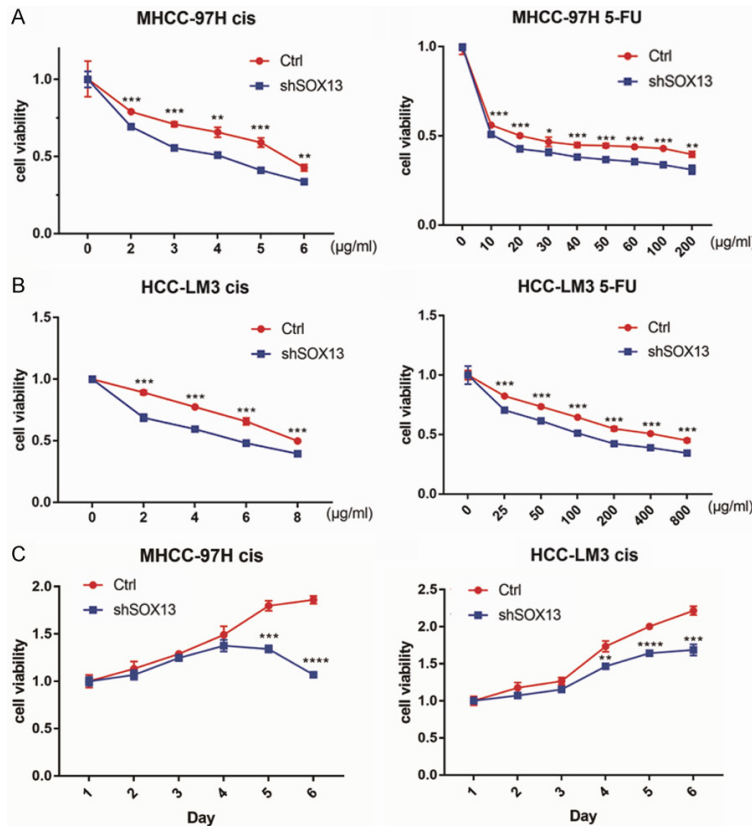 A
MHCC-97H cis
MHCC-97H 5-FU
Ctrl
shSOX13
cell viability
1.0
0.5
0.0
*** *** ** *** **
0 2 3 4 5 6 (μg/ml)
Ctrl
shSOX13
cell viability
1.0
0.5
0.0
*** *** * *** *** *** *** **
0 10 20 30 40 50 60 100 200 (μg/ml)
B
HCC-LM3 cis
HCC-LM3 5-FU
Ctrl
shSOX13
cell viability
1.5
1.0
0.5
0.0
*** *** *** ***
0 2 4 6 8 (μg/ml)
Ctrl
shSOX13
cell viability
1.5
1.0
0.5
0.0
*** *** *** *** *** ***
0 25 50 100 200 400 800 (μg/ml)
C
MHCC-97H cis
HCC-LM3 cis
Ctrl
shSOX13
cell viability
2.0
1.5
1.0
0.5
0.0
*** ****
1 2 3 4 5 6
Day
Ctrl
shSOX13
cell viability
2.5
2.0
1.5
1.0
0.5
0.0
** **** ***
1 2 3 4 5 6
Day